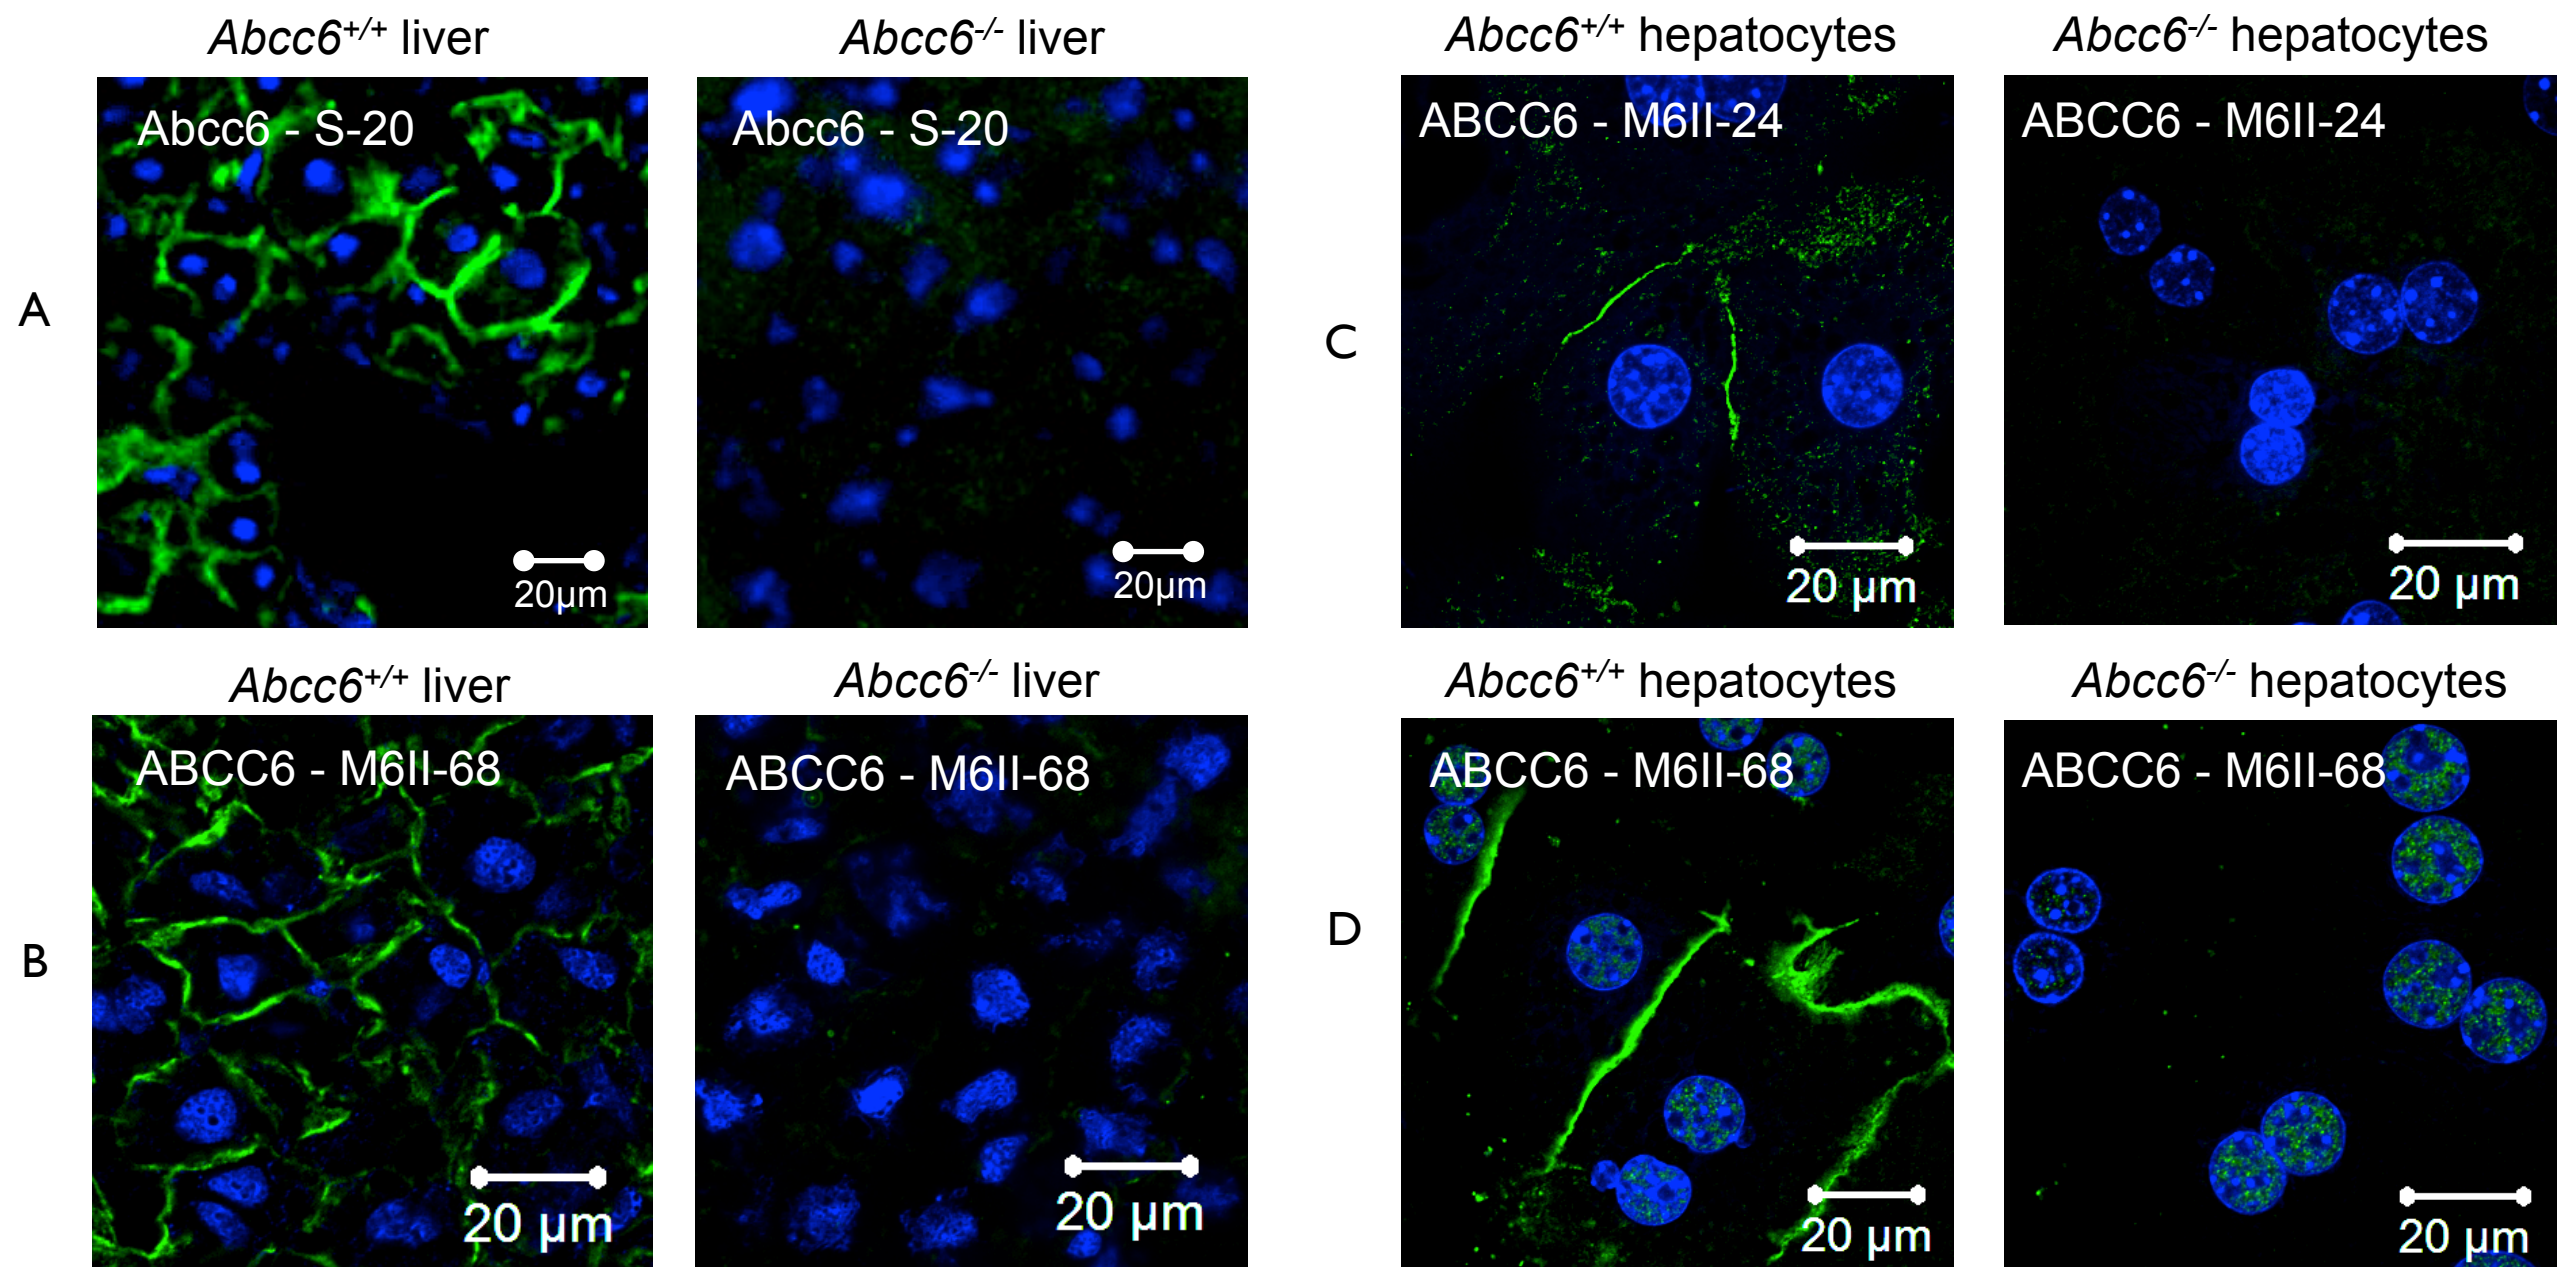 Abcc6+/+ liver
Abcc6-/- liver
Abcc6+/+ hepatocytes
Abcc6-/- hepatocytes
Abcc6 - S-20
Abcc6 - S-20
ABCC6 - M6II-24
ABCC6 - M6II-24
A
C
20µm
20µm
20 µm
20 µm
Abcc6+/+ liver
Abcc6-/- liver
Abcc6+/+ hepatocytes
Abcc6-/- hepatocytes
ABCC6 - M6II-68
ABCC6 - M6II-68
ABCC6 - M6II-68
ABCC6 - M6II-68
B
D
20 µm
20 µm
20 µm
20 µm